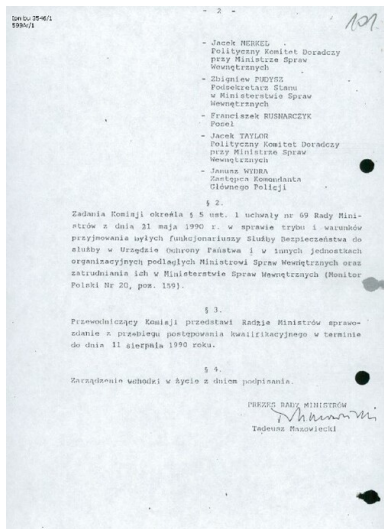 - 2 -
IPN BU 3546/1
599N/1
101
- Jacek MERKEL
Polityczny Komitet Doradczy
przy Ministrze Spraw
Wewnętrznych
- Zbigniew PUDYSZ
Podsekretarz Stanu
w Ministerstwie Spraw
Wewnętrznych
- Franciszek RUSNARCZYK
Poseł
- Jacek TAYLOR
Polityczny Komitet Doradczy
przy Ministrze Spraw
Wewnętrznych
- Janusz WYDRA
Zastępca Komendanta
Głównego Policji
§ 2.
Zadania Komisji określa § 5 ust. 1 uchwały nr 69 Rady Mini-
strów z dnia 21 maja 1990 r. w sprawie trybu i warunków
przyjmowania byłych funkcjonariuszy Służby Bezpieczeństwa do
służby w Urzędzie Ochrony Państwa i w innych jednostkach
organizacyjnych podległych Ministrowi Spraw Wewnętrznych oraz
zatrudniania ich w Ministerstwie Spraw Wewnętrznych (Monitor
Polski Nr 20, poz. 159).
§ 3.
Przewodniczący Komisji przedstawi Radzie Ministrów sprawo-
zdanie z przebiegu postępowania kwalifikacyjnego w terminie
do dnia 11 sierpnia 1990 roku.
§ 4.
Zarządzenie wchodzi w życie z dniem podpisania.
PREZES RADY MINISTRÓW
Tadeusz Mazowiecki